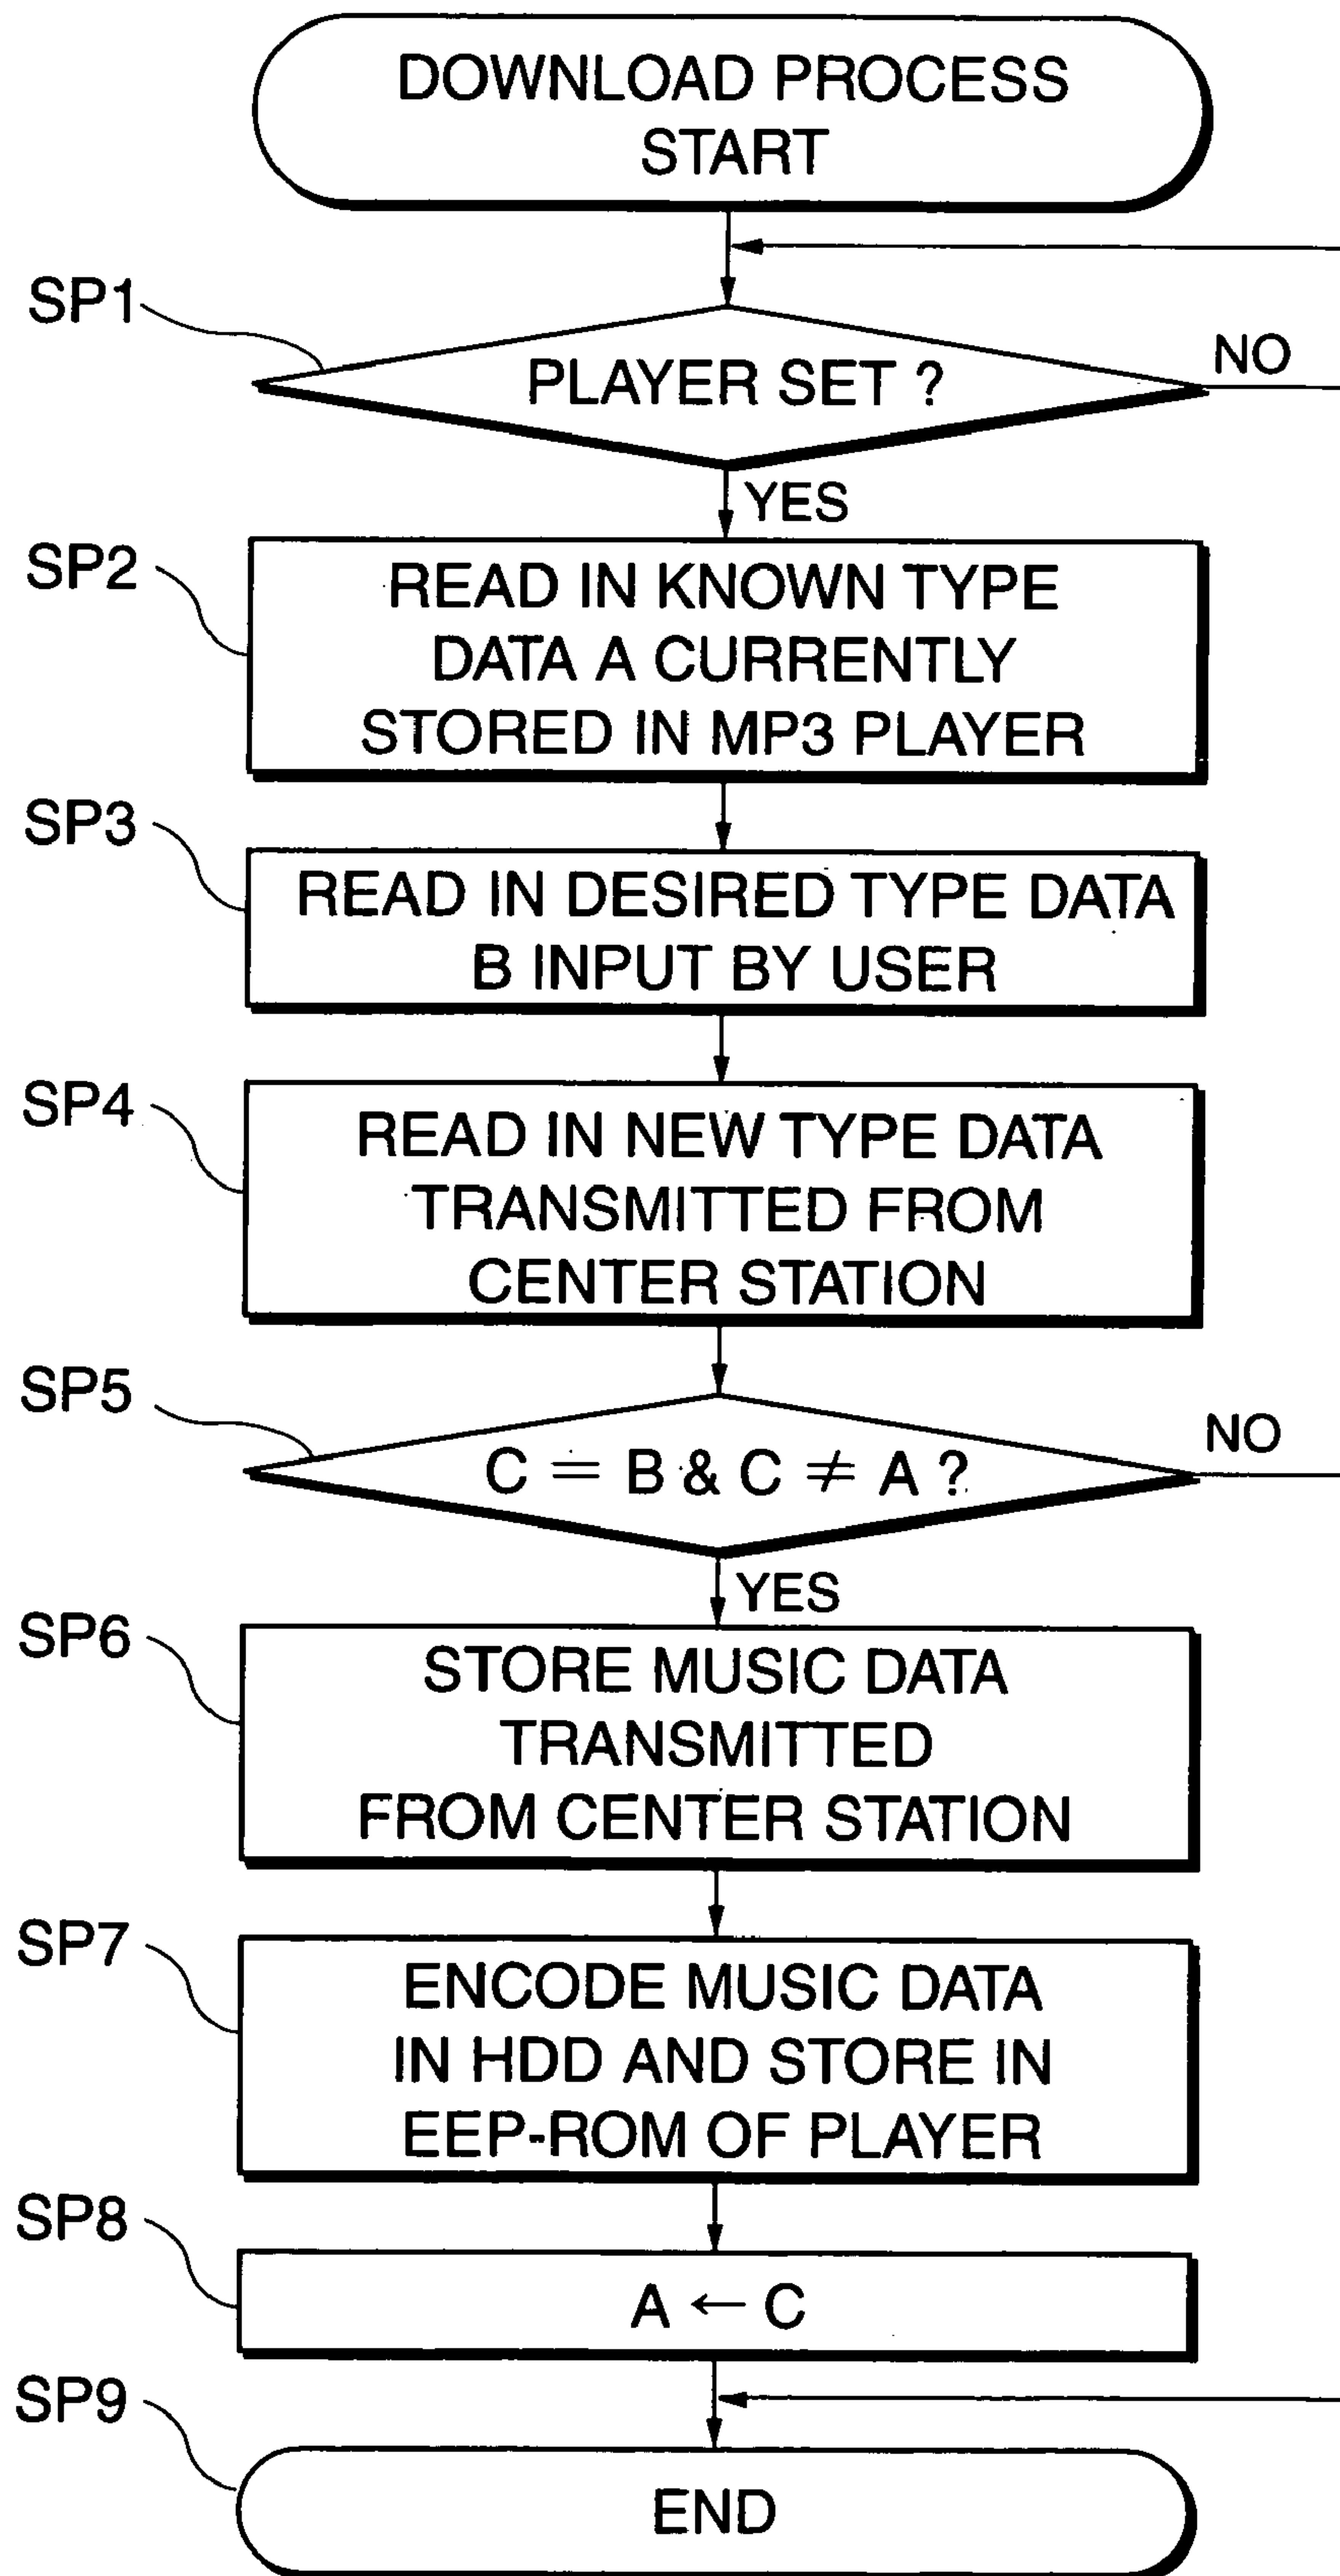 DOWNLOAD PROCESS
START
SP1
PLAYER SET ?
NO
YES
SP2
READ IN KNOWN TYPE
DATA A CURRENTLY
STORED IN MP3 PLAYER
SP3
READ IN DESIRED TYPE DATA
B INPUT BY USER
SP4
READ IN NEW TYPE DATA
TRANSMITTED FROM
CENTER STATION
SP5
C = B & C ≠ A ?
NO
YES
SP6
STORE MUSIC DATA
TRANSMITTED
FROM CENTER STATION
SP7
ENCODE MUSIC DATA
IN HDD AND STORE IN
EEP-ROM OF PLAYER
SP8
A ← C
SP9
END